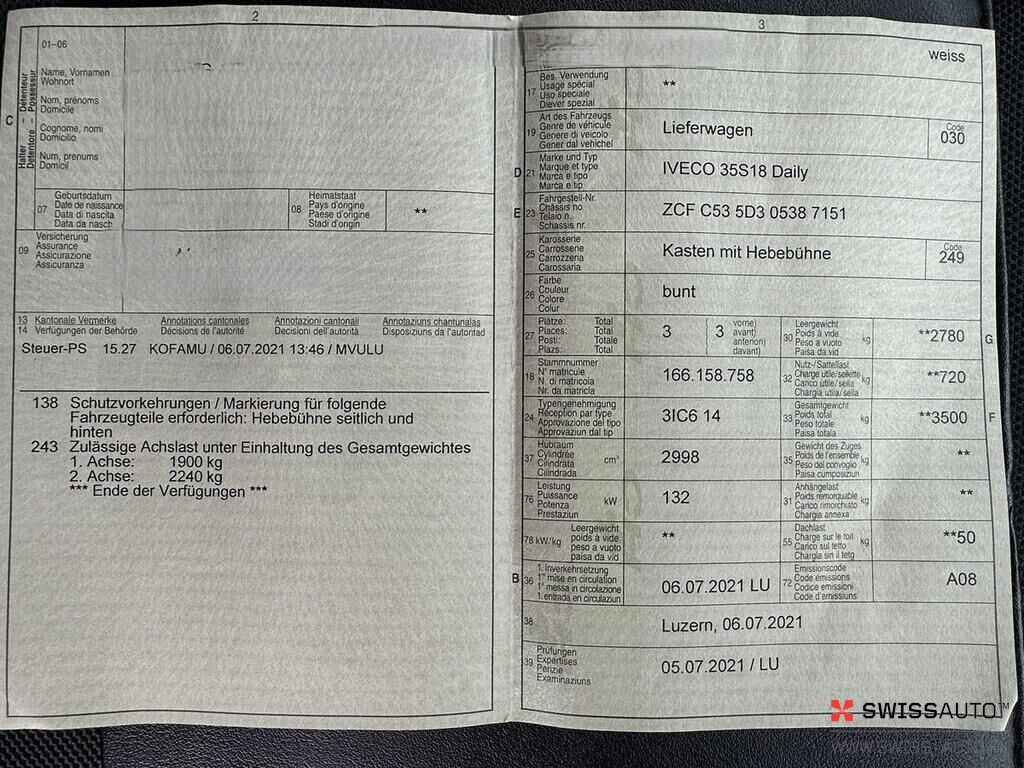 2
01-06
Halter - Détenteur
Detentore - Possessur
C
Name, Vornamen
Wohnort
Nom, prénoms
Domicile
Cognome, nomi
Domicilio
Num, prenums
Domicil
07
Geburtsdatum
Date de naissance
Data di nascita
Data da nasch
08
Heimatstaat
Pays d'origine
Paese d'origine
Stadi d'origin
**
09
Versicherung
Assurance
Assicurazione
Assicuranza
13 Kantonale Vermerke Annotations cantonales Annotazioni cantonali Annotaziuns chantunalas
14 Verfügungen der Behörde Décisions de l'autorité Decisioni dell'autorità Disposiziuns da l'autoritad
Steuer-PS 15.27 KOFAMU / 06.07.2021 13:46 / MVULU
138 Schutzvorkehrungen / Markierung für folgende
Fahrzeugteile erforderlich: Hebebühne seitlich und
hinten
243 Zulässige Achslast unter Einhaltung des Gesamtgewichtes
1. Achse: 1900 kg
2. Achse: 2240 kg
*** Ende der Verfügungen ***
3
weiss
17
Bes. Verwendung
Usage spécial
Uso speciale
Diever spezial
**
19
Art des Fahrzeugs
Genre de véhicule
Genere di veicolo
Gener dal vehichel
Lieferwagen
Code
030
D
21
Marke und Typ
Marque et type
Marca e tipo
Marca e tip
IVECO 35S18 Daily
E
23
Fahrgestell-Nr.
Châssis no
Telaio n.
Schassis nr.
ZCF C53 5D3 0538 7151
25
Karosserie
Carrosserie
Carrozzeria
Carossaria
Kasten mit Hebebühne
Code
249
26
Farbe
Couleur
Colore
Colur
bunt
27
Plätze: Total
Places: Total
Posti: Totale
Plazs: Total
3
3
vorne)
avant)
anteriori)
davant)
30
Leergewicht
Poids à vide
Peso a vuoto
Paisa da vid
kg
**2780
G
18
Stammnummer
N° matricule
N. di matricola
Nr. da matricla
166.158.758
32
Nutz-/Sattellast
Charge utile/sellette
Carico utile/sella
Chargia utila/sella
kg
**720
24
Typengenehmigung
Réception par type
Approvazione del tipo
Approvaziun dal tip
3IC6 14
33
Gesamtgewicht
Poids total
Peso totale
Paisa totala
kg
**3500
F
37
Hubraum
Cylindrée
Cilindrata
Cilindrada
cm³
2998
35
Gewicht des Zuges
Poids de l'ensemble
Peso del convoglio
Paisa cumposiziun
kg
**
76
Leistung
Puissance
Potenza
Prestaziun
kW
132
31
Anhängelast
Poids remorquable
Carico rimorchiato
Chargia annexa
kg
**
78 kW/kg
Leergewicht
poids à vide
peso a vuoto
paisa da vid
**
55
Dachlast
Charge sur le toit
Carico sul tetto
Chargia sin il tetg
kg
**50
B
36
1. Inverkehrsetzung
1re mise en circulation
1a messa in circolazione
1. entrada en circulaziun
06.07.2021 LU
72
Emissionscode
Code émissions
Codice emissioni
Code d'emissiuns
A08
38
Luzern, 06.07.2021
39
Prüfungen
Expertises
Perizie
Examinaziuns
05.07.2021 / LU
SWISSAUTO™